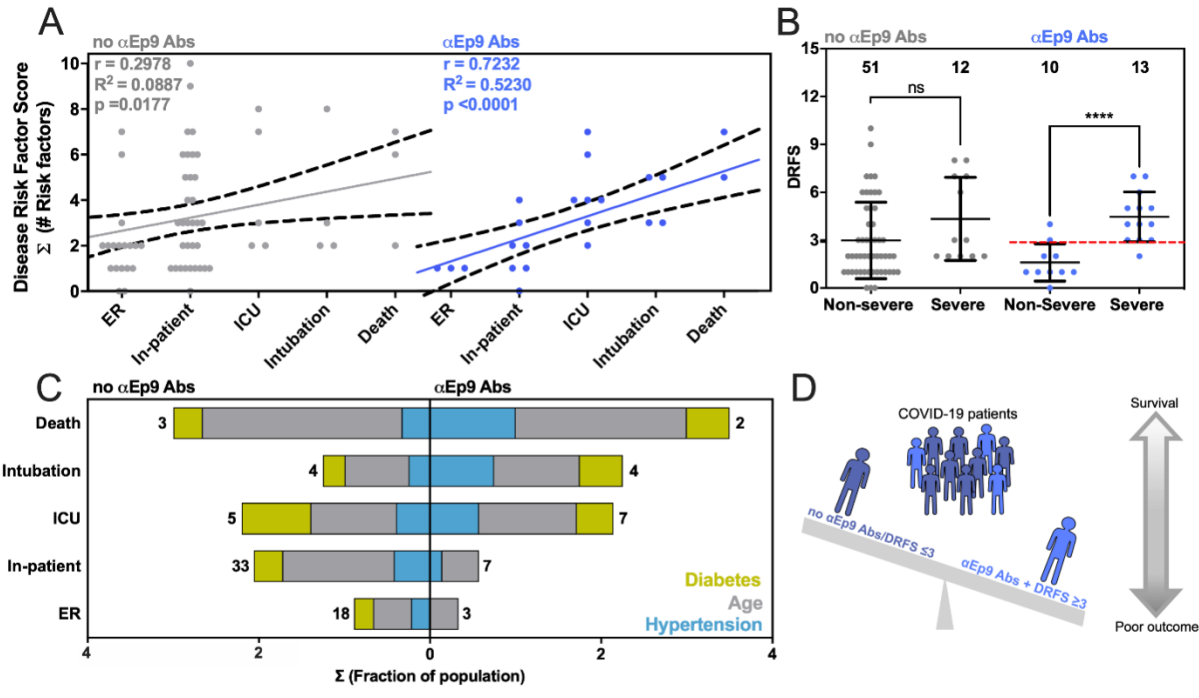 A
no αEp9 Abs
r = 0.2978
R² = 0.0887
p =0.0177
αEp9 Abs
r = 0.7232
R² = 0.5230
p <0.0001
Disease Risk Factor Score
Σ (# Risk factors)
10
8
6
4
2
0
ER
In-patient
ICU
Intubation
Death
ER
In-patient
ICU
Intubation
Death
B
no αEp9 Abs
αEp9 Abs
51
12
10
13
ns
****
DRFS
15
12
9
6
3
0
Non-severe
Severe
Non-Severe
Severe
C
no αEp9 Abs
αEp9 Abs
Death
3
2
Intubation
4
4
ICU
5
7
In-patient
33
7
ER
18
3
Diabetes
Age
Hypertension
4
2
0
2
4
Σ (Fraction of population)
D
COVID-19 patients
no αEp9 Abs/DRFS ≤3
αEp9 Abs + DRFS ≥3
Survival
Poor outcome